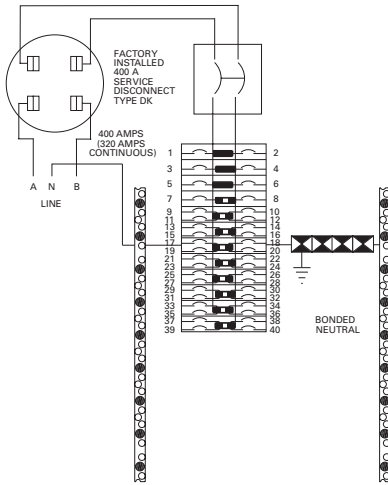 FACTORY
INSTALLED
400 A
SERVICE
DISCONNECT
TYPE DK
400 AMPS
(320 AMPS
CONTINUOUS)
A N B
LINE
1 2
3 4
5 6
7 8
9 10
11 12
13 14
15 16
17 18
19 20
21 22
23 24
25 26
27 28
29 30
31 32
33 34
35 36
37 38
39 40
BONDED
NEUTRAL